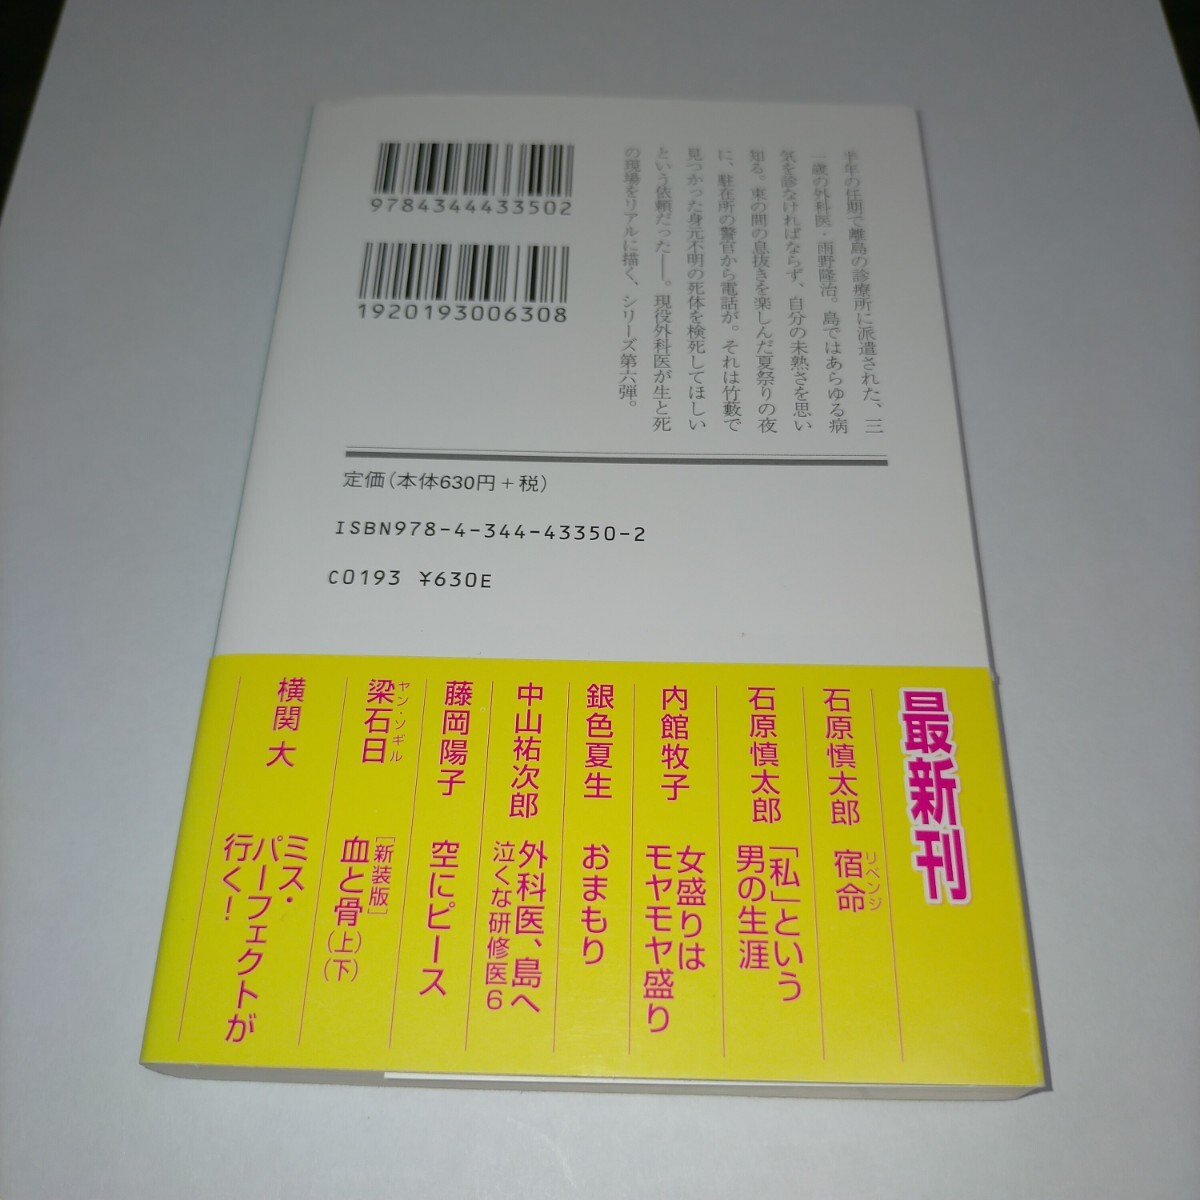 9784344433502
1920193006308
半年の任期で離島の診療所に派遣された、三
一歳の外科医・雨野隆治。島ではあらゆる病
気を診なければならず、自分の未熟さを思い
知る。束の間の息抜きを楽しんだ夏祭りの夜
に、駐在所の警官から電話が。それは竹藪で
見つかった身元不明の死体を検死してほしい
という依頼だった――。現役外科医が生と死
の現場をリアルに描く、シリーズ第六弾。
定価(本体630円+税)
ISBN978-4-344-43350-2
C0193 ¥630E
最新刊
石原慎太郎 宿命
リベンジ
石原慎太郎 「私」という
男の生涯
内館牧子 女盛りは
モヤモヤ盛り
銀色夏生 おまもり
中山祐次郎 外科医、島へ
泣くな研修医6
藤岡陽子 空にピース
ヤン・ソギル
梁石日 [新装版]
血と骨(上)(下)
横関 大 ミス・
パーフェクトが
行く!